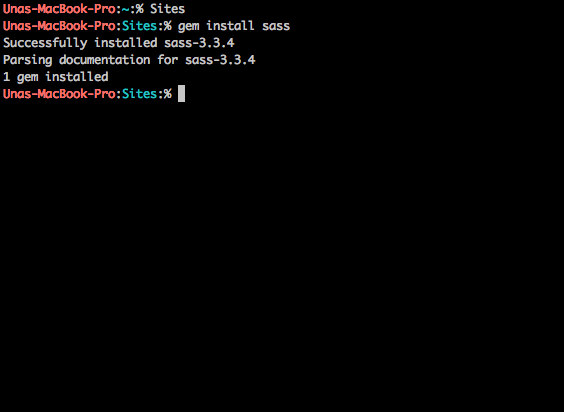 Unas-MacBook-Pro:~:% Sites
Unas-MacBook-Pro:Sites:% gem install sass
Successfully installed sass-3.3.4
Parsing documentation for sass-3.3.4
1 gem installed
Unas-MacBook-Pro:Sites:%